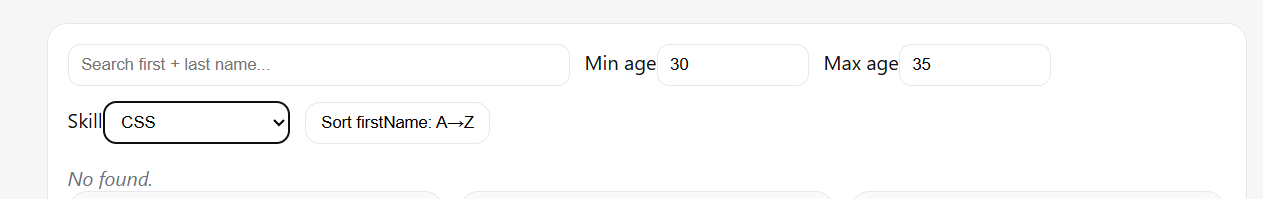 Search first + last name... Min age 30 Max age 35
Skill CSS Sort firstName: A→Z
No found.